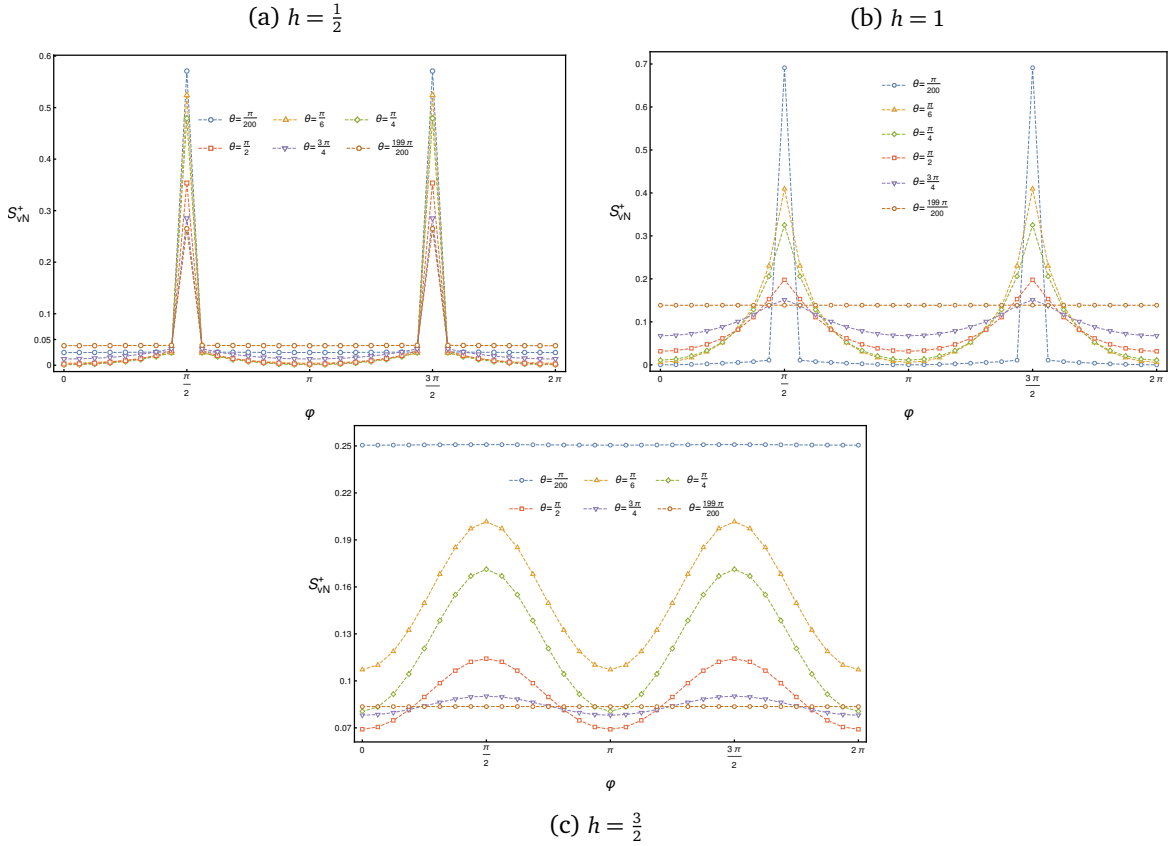 (a) h = 1/2
(b) h = 1
0.6
0.5
0.4
0.3
0.2
0.1
0.05
0
S⁺vN
θ= π/200 θ= π/6 θ= π/4
θ= π/2 θ= 3π/4 θ= 199π/200
0 π/2 π 3π/2 2π
φ
0.7
0.6
0.5
0.4
0.3
0.2
0.1
0
S⁺vN
θ= π/200
θ= π/6
θ= π/4
θ= π/2
θ= 3π/4
θ= 199π/200
0 π/2 π 3π/2 2π
φ
0.25
0.22
0.19
0.16
0.13
0.1
0.07
S⁺vN
θ= π/200 θ= π/6 θ= π/4
θ= π/2 θ= 3π/4 θ= 199π/200
0 π/2 π 3π/2 2π
φ
(c) h = 3/2